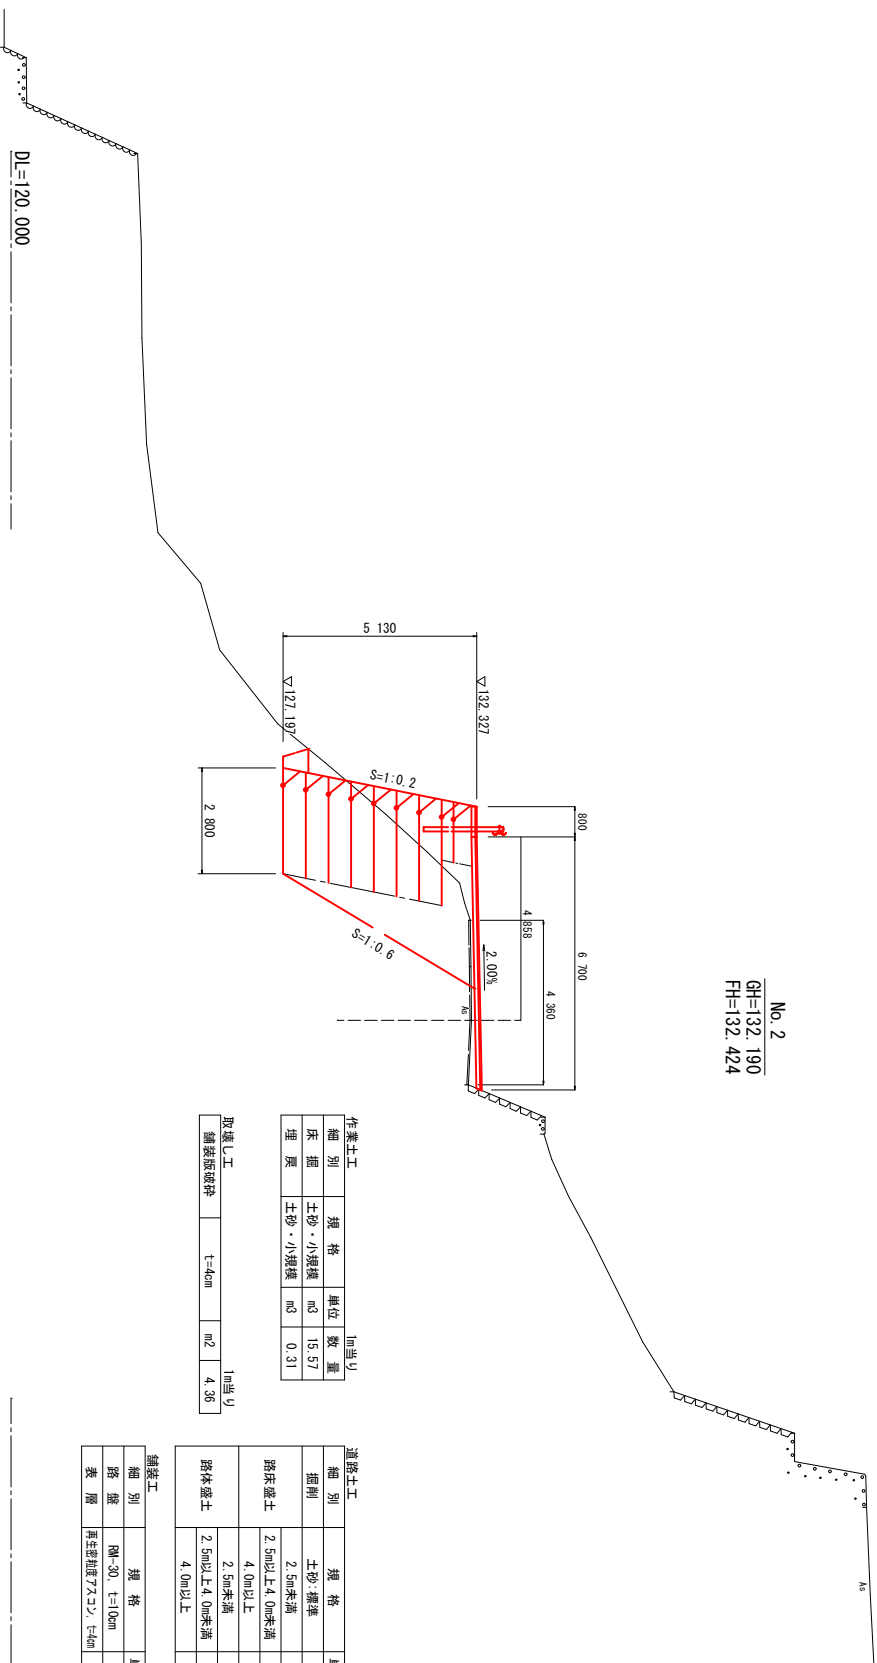 No.2
GH=132.190
FH=132.424
DL=120.000
5 130
▽132.327
▽127.197
2 800
S=1:0.2
S=1:0.6
800
6 700
4 858
4 360
2.00%
As
As
作業土工 1m当り
細 別 規 格 単位 数 量
床 掘 土砂・小規模 m3 15.57
埋 戻 土砂・小規模 m3 0.31
取壊し工 1m当り
舗装版破砕 t=4cm m2 4.36
道路土工
細 別 規 格
掘削 土砂:標準
路床盛土 2.5m未満
2.5m以上4.0m未満
4.0m以上
路体盛土 2.5m未満
2.5m以上4.0m未満
4.0m以上
舗装工
細 別 規 格
路 盤 RM-30, t=10cm
表 層 再生密粒度アスコン, t=4cm